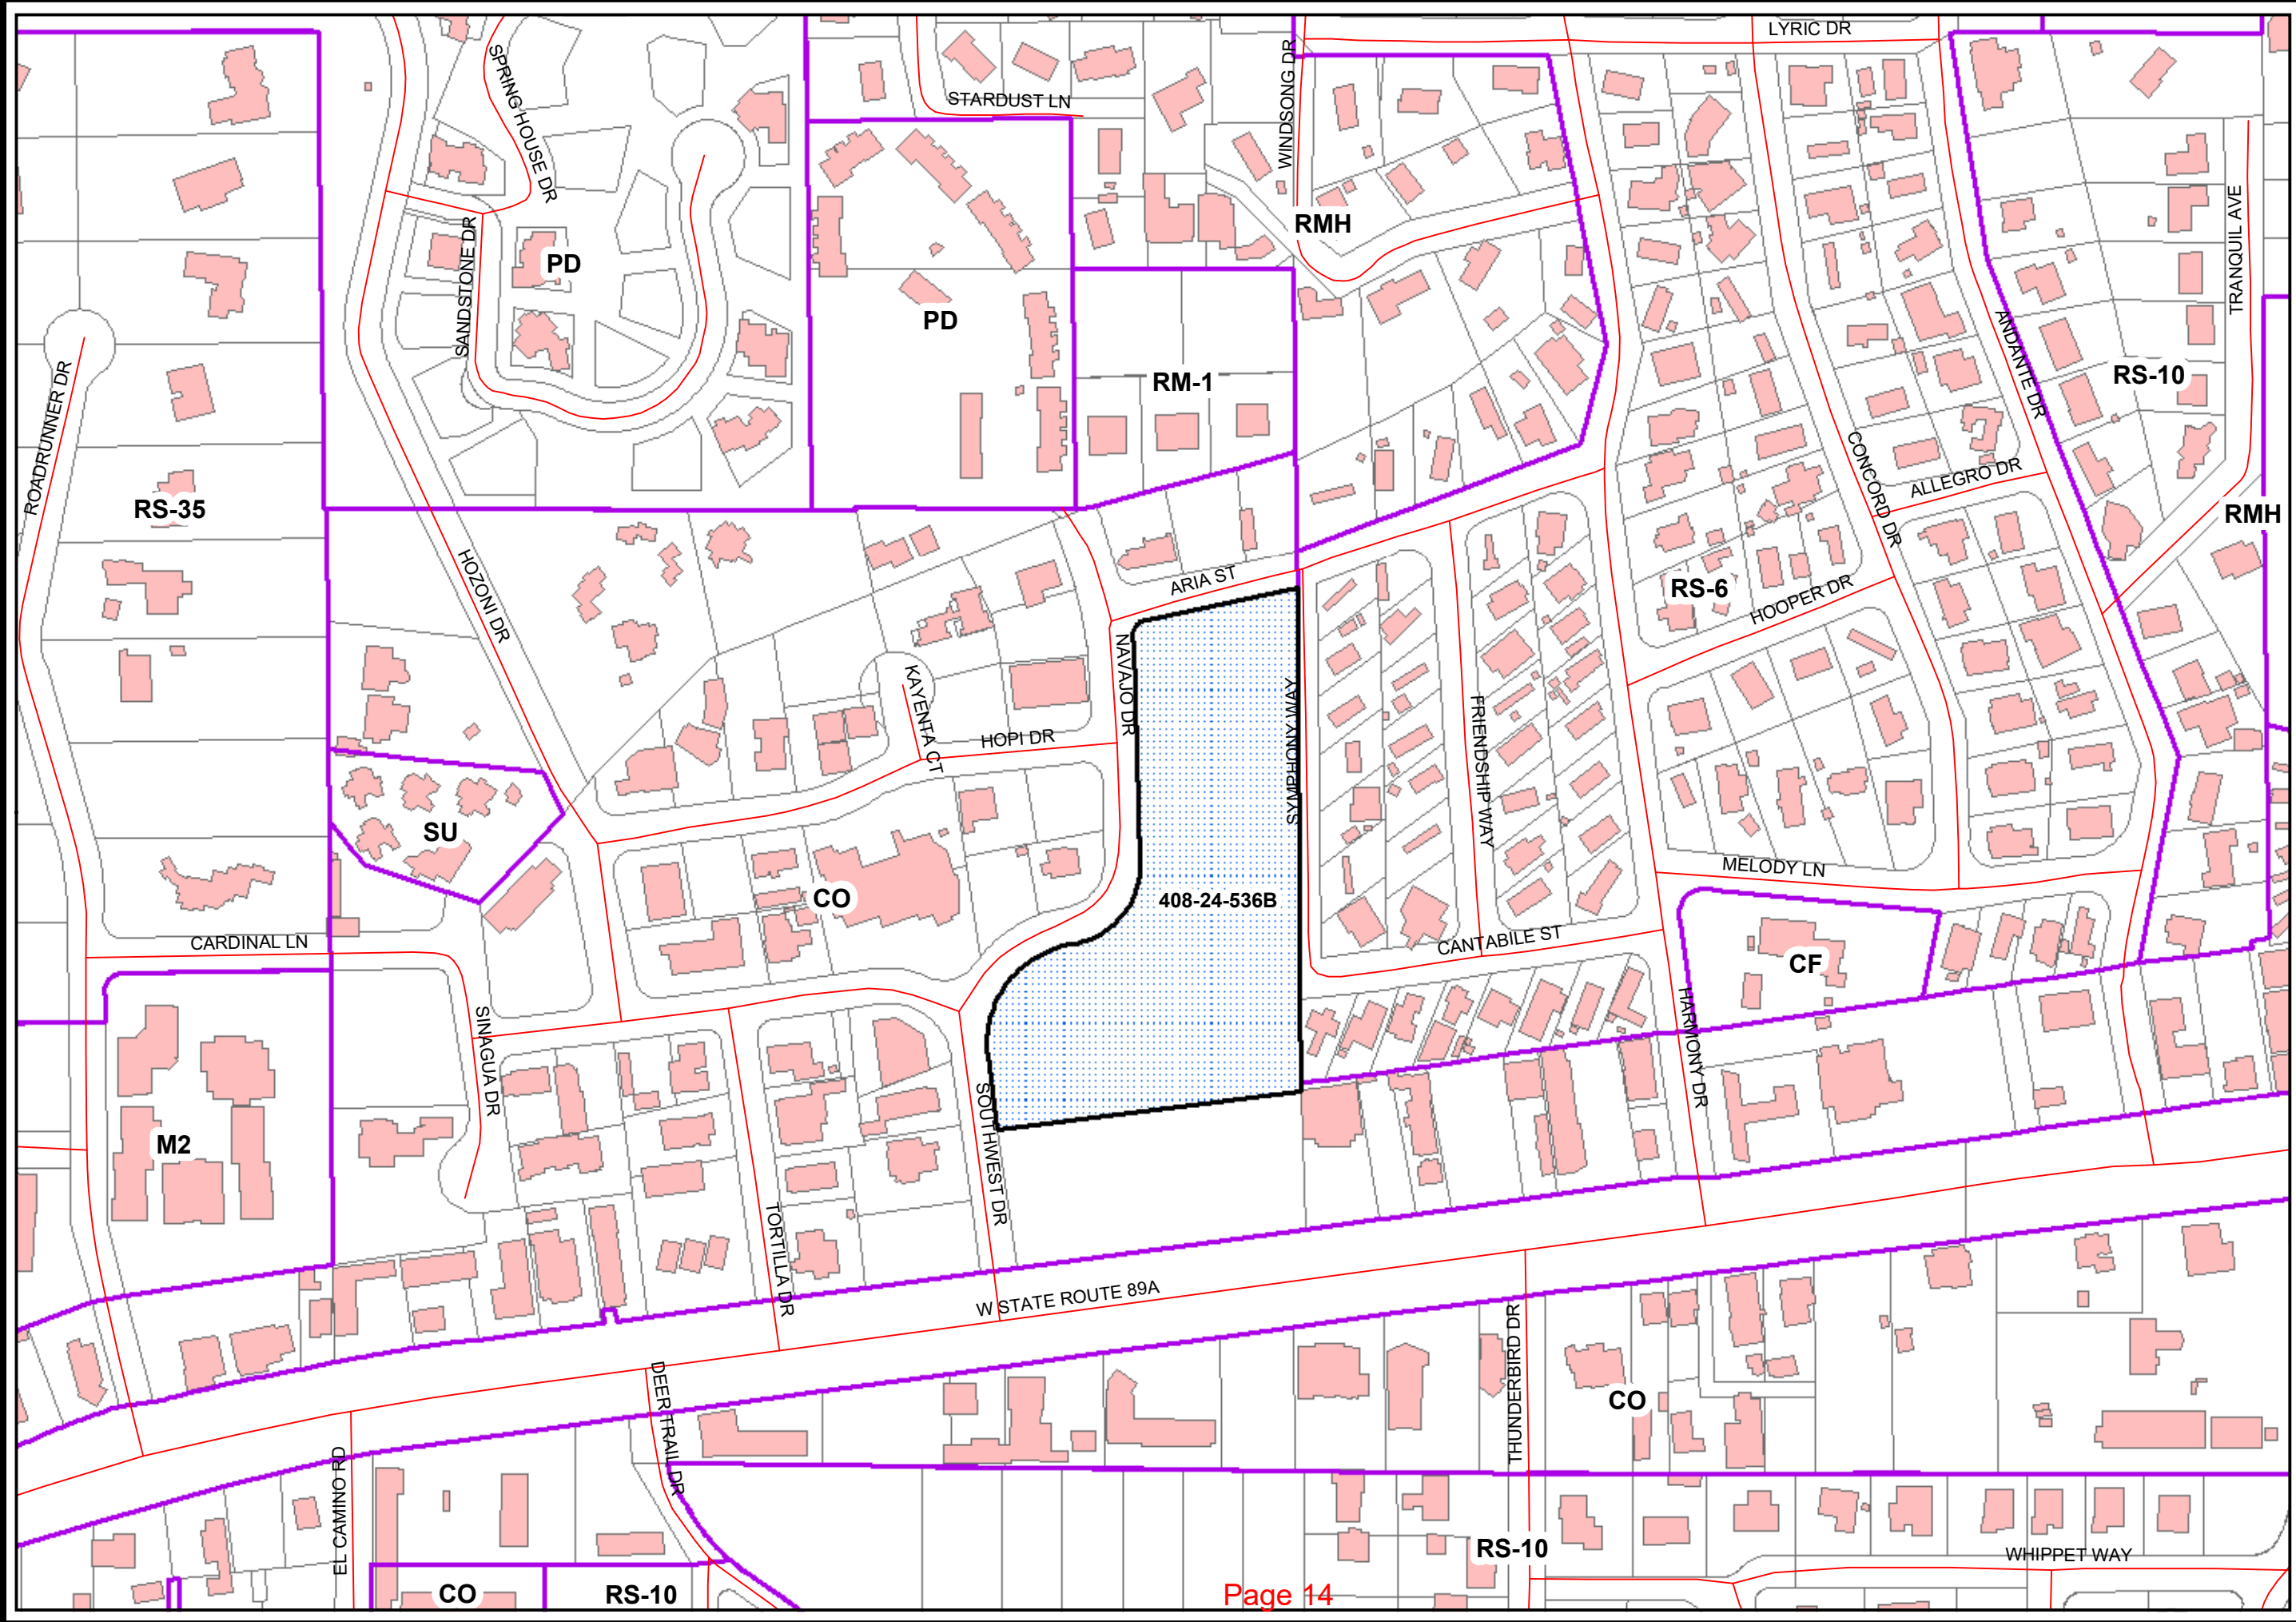 LYRIC DR
SPRING HOUSE DR
STARDUST LN
WINDSONG DR
RMH
TRANQUIL AVE
SANDSTONE DR
PD
PD
ANDANTE DR
RM-1
RS-10
ROADRUNNER DR
CONCORD DR
ALLEGRO DR
RS-35
RMH
HOZONI DR
ARIA ST
RS-6
HOOPER DR
NAVAJO DR
KAYENTA CT
SYMPHONY WAY
FRIENDSHIP WAY
HOPI DR
SU
MELODY LN
CO
408-24-536B
CARDINAL LN
CANTABILE ST
CF
SINAGUA DR
HARMONY DR
SOUTHWEST DR
M2
TORTILLA DR
W STATE ROUTE 89A
THUNDERBIRD DR
DEER TRAIL DR
CO
EL CAMINO RD
RS-10
WHIPPET WAY
CO
RS-10
Page 14